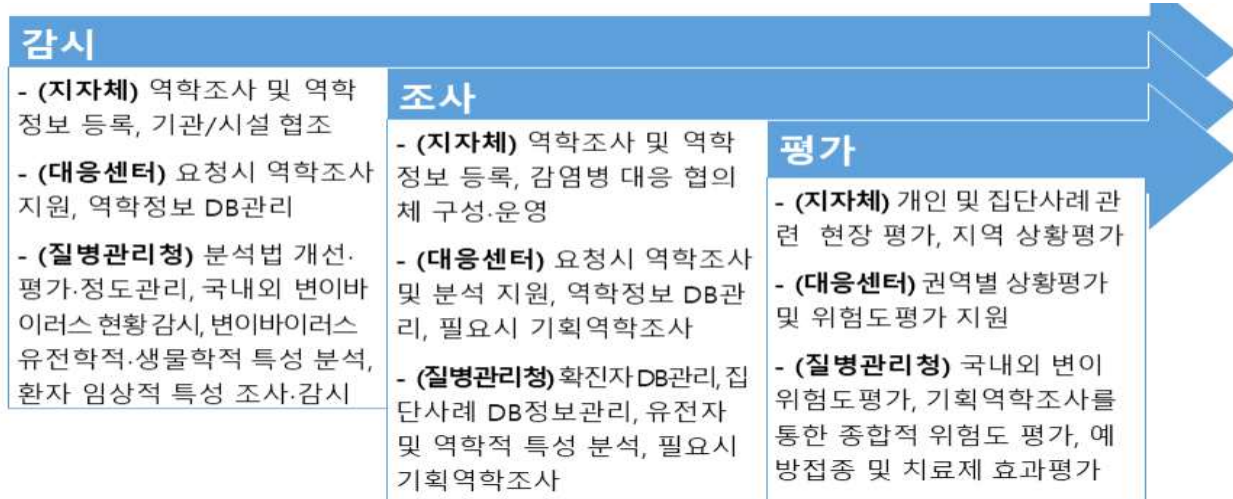 감시
- (지자체) 역학조사 및 역학
정보 등록, 기관/시설 협조
- (대응센터) 요청시 역학조사
지원, 역학정보 DB관리
- (질병관리청) 분석법 개선·
평가·정도관리, 국내외 변이바
이러스 현황 감시, 변이바이러스
유전학적·생물학적 특성 분석,
환자 임상적 특성 조사·감시
조사
- (지자체) 역학조사 및 역학
정보 등록, 감염병 대응 협의
체 구성·운영
- (대응센터) 요청시 역학조사
및 분석 지원, 역학정보 DB관
리, 필요시 기획역학조사
- (질병관리청) 확진자 DB관리, 집
단사례 DB정보관리, 유전자
및 역학적 특성 분석, 필요시
기획역학조사
평가
- (지자체) 개인 및 집단사례 관
련 현장 평가, 지역 상황평가
- (대응센터) 권역별 상황평가
및 위험도평가 지원
- (질병관리청) 국내외 변이
위험도평가, 기획역학조사를
통한 종합적 위험도 평가, 예
방접종 및 치료제 효과평가